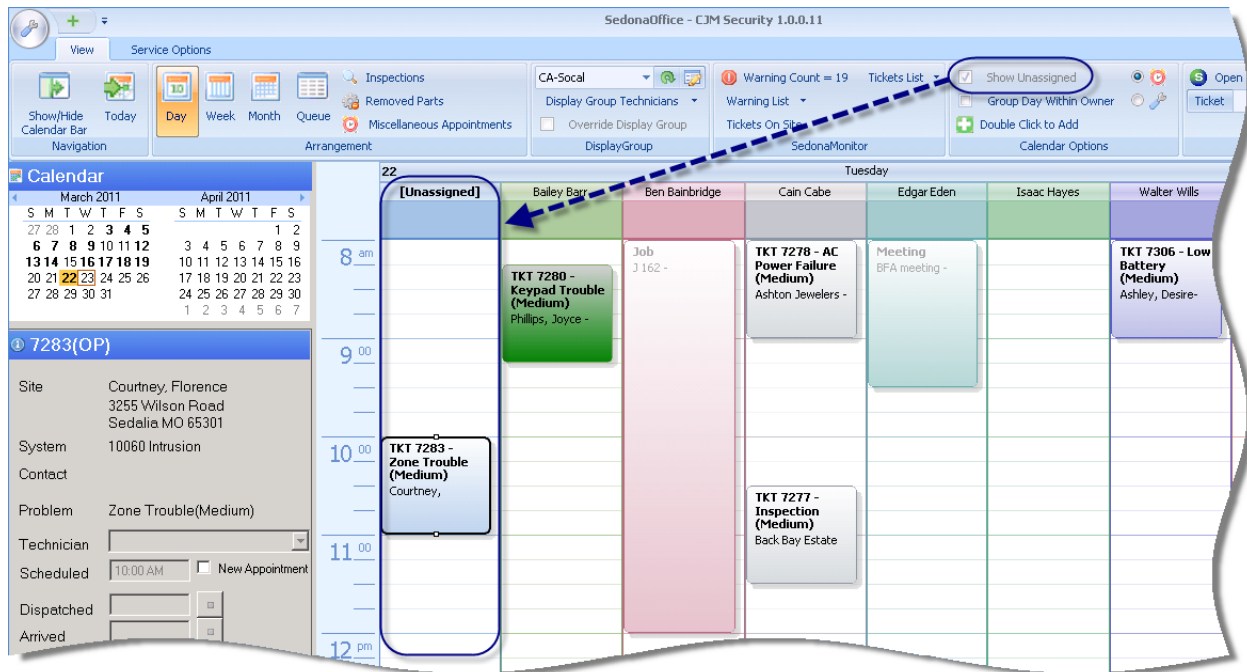 SedonaOffice - CJM Security 1.0.0.11
View Service Options
Show/Hide Calendar Bar
Today
Navigation
10
Day
Week
Month
Queue
Inspections
Removed Parts
Miscellaneous Appointments
Arrangement
CA-Socal
Display Group Technicians
Override Display Group
DisplayGroup
Warning Count = 19 Tickets List
Warning List
Tickets On Site
SedonaMonitor
Show Unassigned
Group Day Within Owner
Double Click to Add
Calendar Options
S Open
Ticket
Calendar
March 2011 April 2011
S M T W T F S S M T W T F S
27 28 1 2 3 4 5 1 2
6 7 8 9 10 11 12 3 4 5 6 7 8 9
13 14 15 16 17 18 19 10 11 12 13 14 15 16
20 21 22 23 24 25 26 17 18 19 20 21 22 23
27 28 29 30 31 24 25 26 27 28 29 30
1 2 3 4 5 6 7
7283(OP)
Site Courtney, Florence
3255 Wilson Road
Sedalia MO 65301
System 10060 Intrusion
Contact
Problem Zone Trouble(Medium)
Technician
Scheduled 10:00 AM New Appointment
Dispatched
Arrived
22 Tuesday
[Unassigned] Bailey Barr Ben Bainbridge Cain Cabe Edgar Eden Isaac Hayes Walter Wills
8 am
9 00
10 00
11 00
12 pm
TKT 7283 -
Zone Trouble
(Medium)
Courtney,
TKT 7280 -
Keypad Trouble
(Medium)
Phillips, Joyce -
Job
J 162 -
TKT 7278 - AC
Power Failure
(Medium)
Ashton Jewelers -
TKT 7277 -
Inspection
(Medium)
Back Bay Estate
Meeting
BFA meeting -
TKT 7306 - Low
Battery
(Medium)
Ashley, Desire-